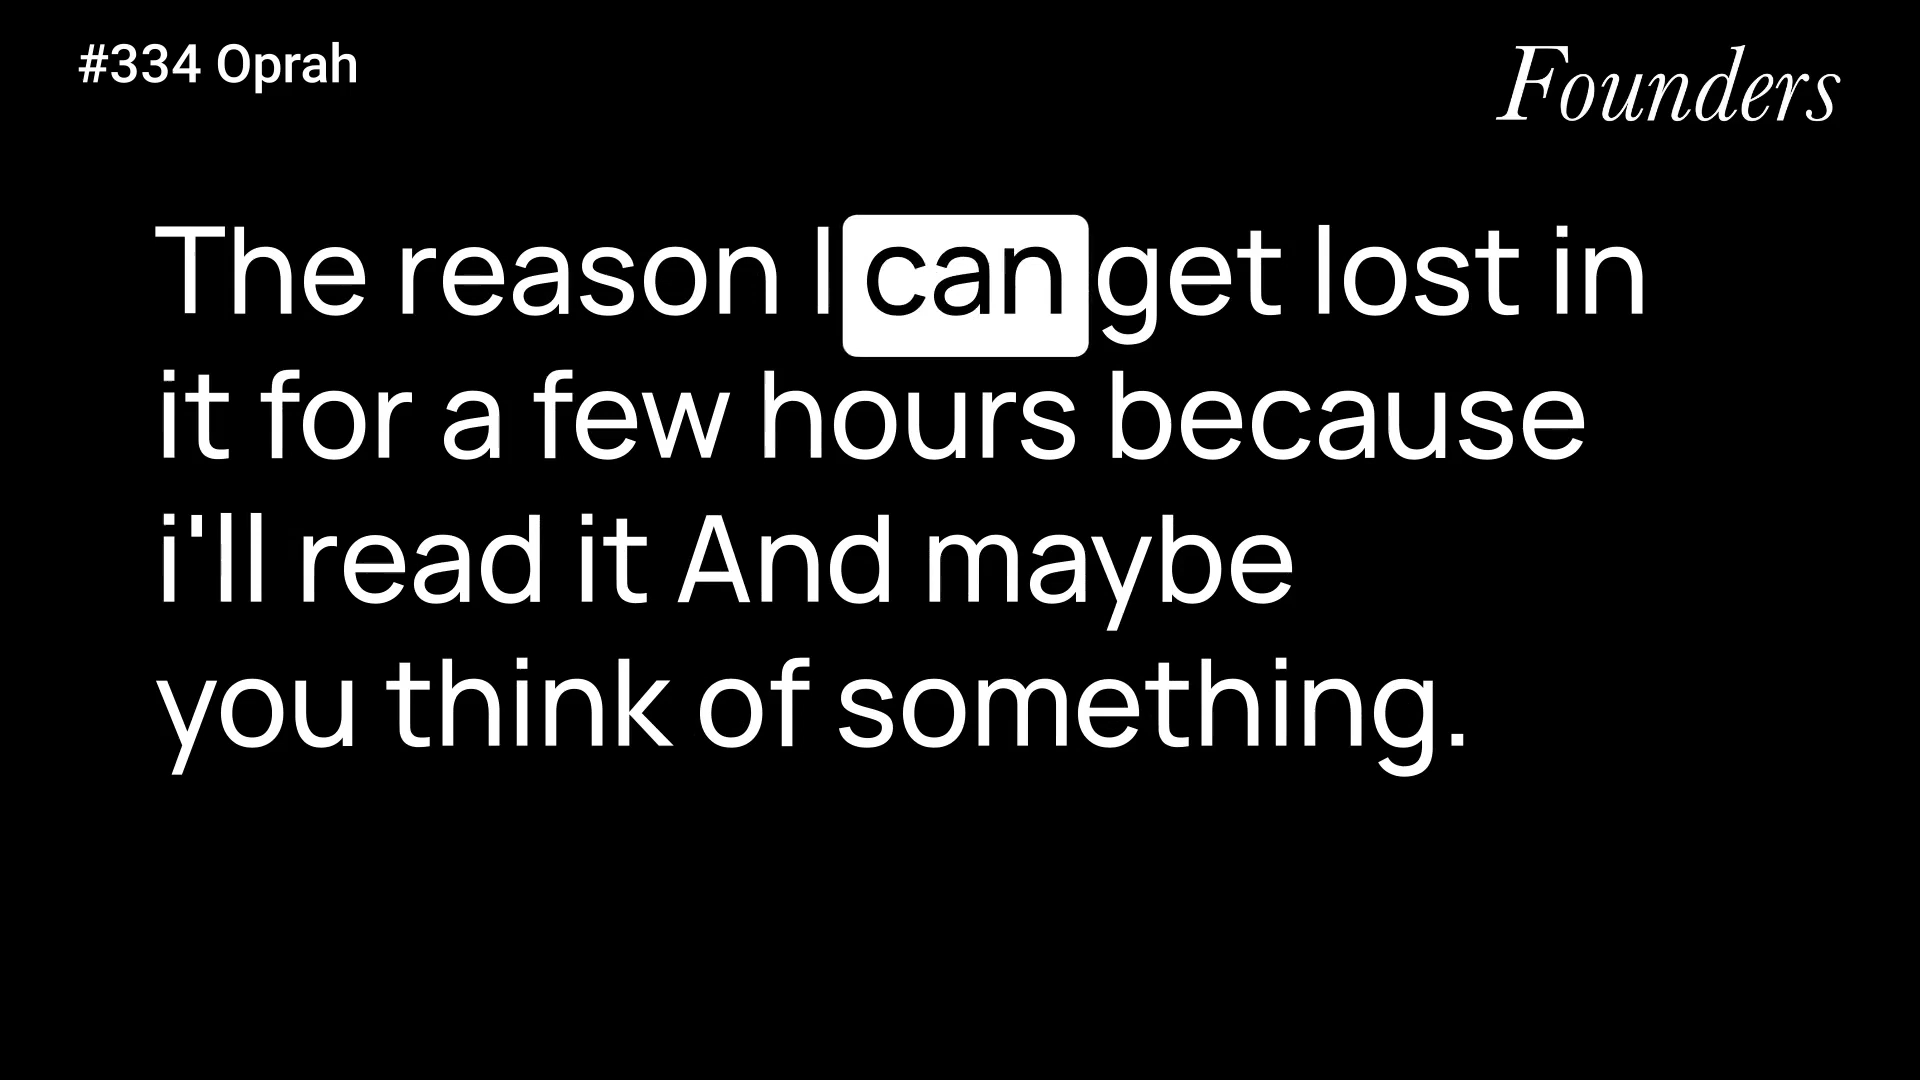 #334 Oprah
Founders
The reason I can get lost in
it for a few hours because
i'll read it And maybe
you think of something.